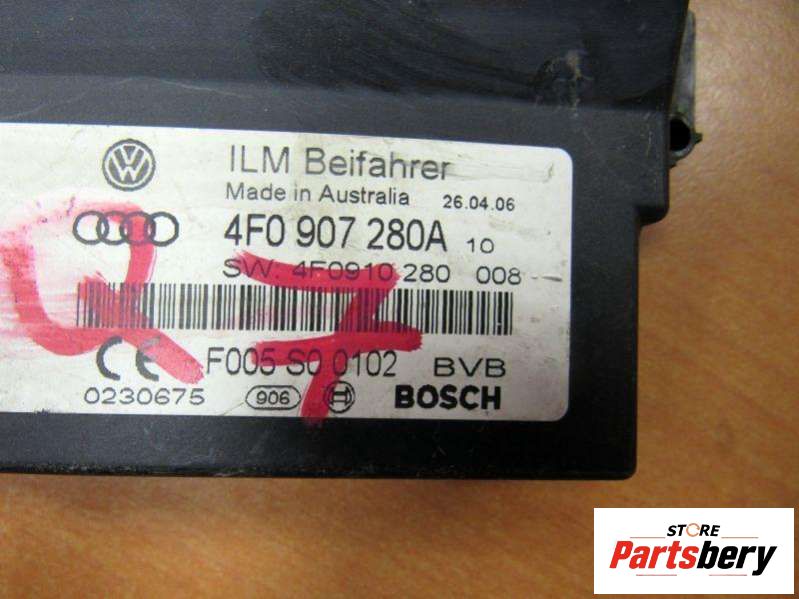 ILM Beifahrer
Made in Australia 26.04.06
4F0 907 280A 10
SW: 4F0910 280 008
Q7
F005 S0 0102 BVB
CE
0230675 906 BOSCH
STORE
Partsbery